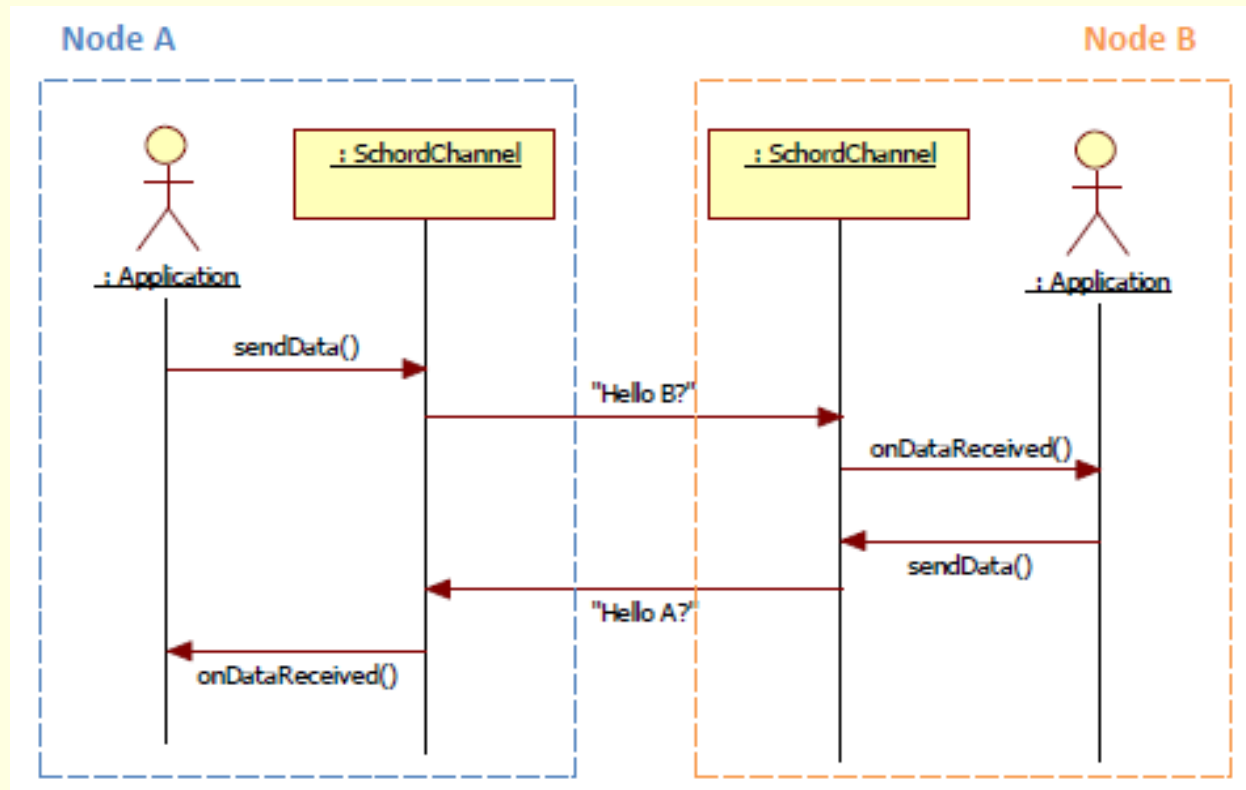 Node A
Node B
: SchordChannel
: SchordChannel
: Application
: Application
sendData()
"Hello B?"
onDataReceived()
sendData()
"Hello A?"
onDataReceived()